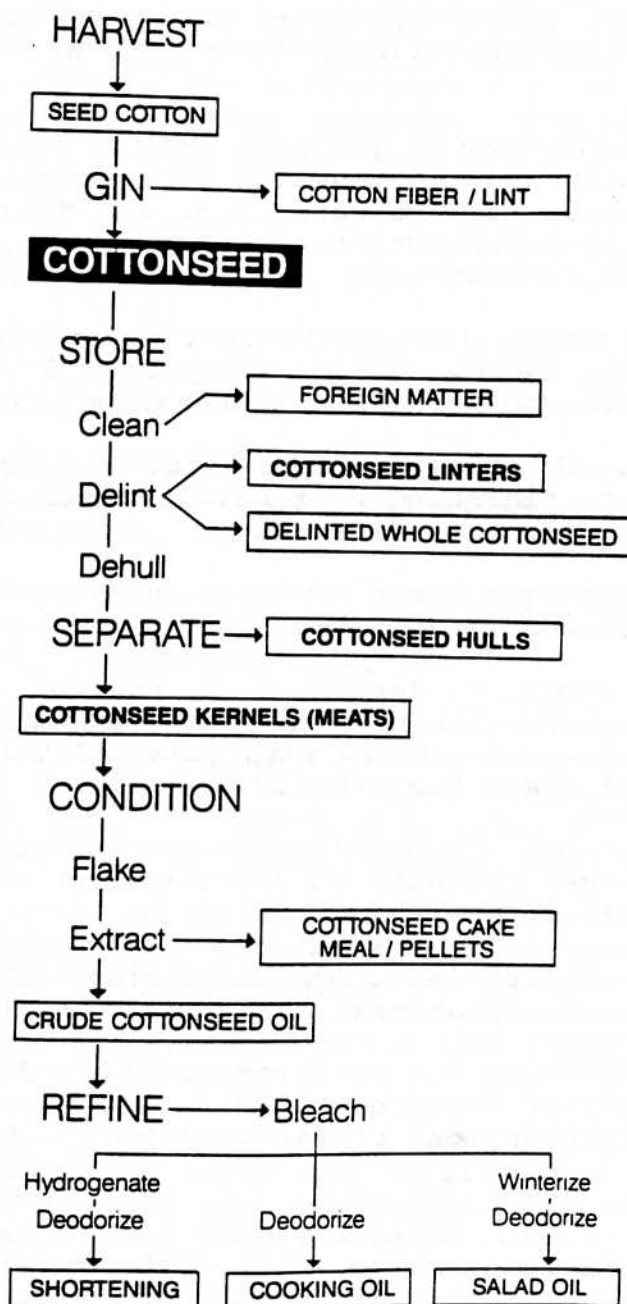 HARVEST
SEED COTTON
GIN
COTTON FIBER / LINT
COTTONSEED
STORE
FOREIGN MATTER
Clean
COTTONSEED LINTERS
Delint
DELINTED WHOLE COTTONSEED
Dehull
SEPARATE
COTTONSEED HULLS
COTTONSEED KERNELS (MEATS)
CONDITION
Flake
Extract
COTTONSEED CAKE
MEAL / PELLETS
CRUDE COTTONSEED OIL
REFINE
Bleach
Hydrogenate
Winterize
Deodorize
Deodorize
Deodorize
SHORTENING
COOKING OIL
SALAD OIL